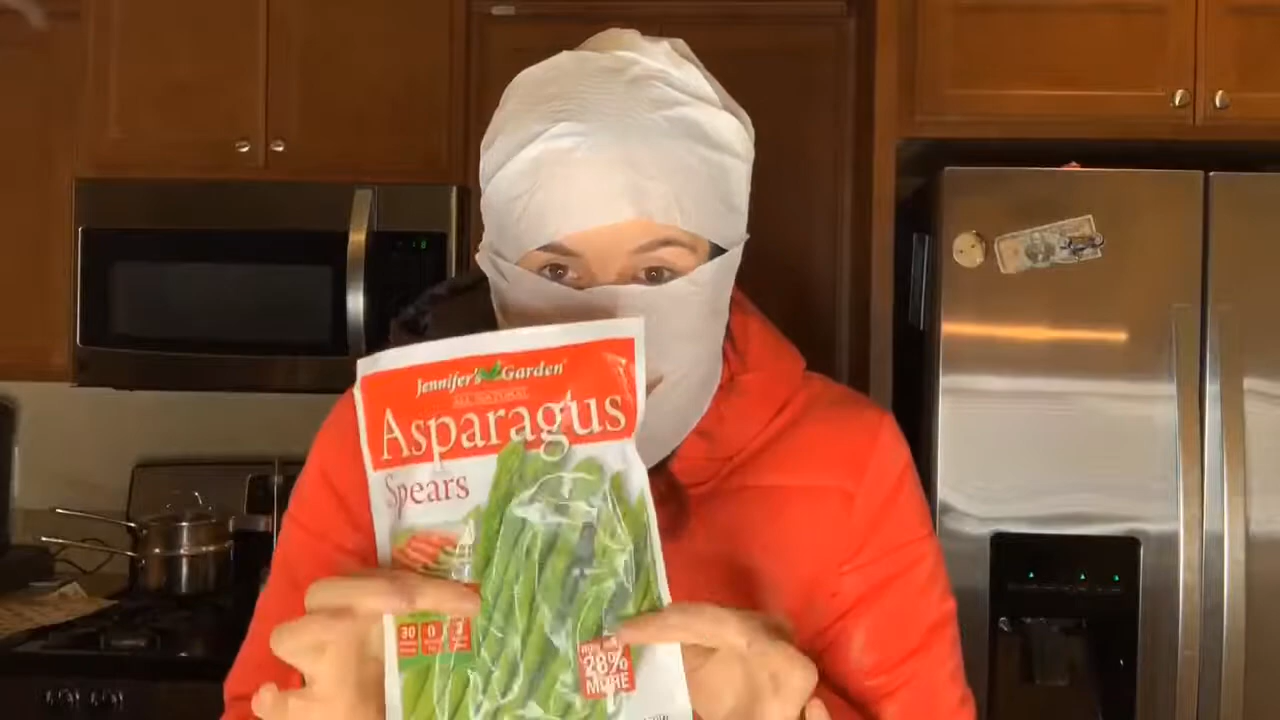 Jennifer's Garden
ALL NATURAL
Asparagus
Spears
30 0 3
28%
MORE